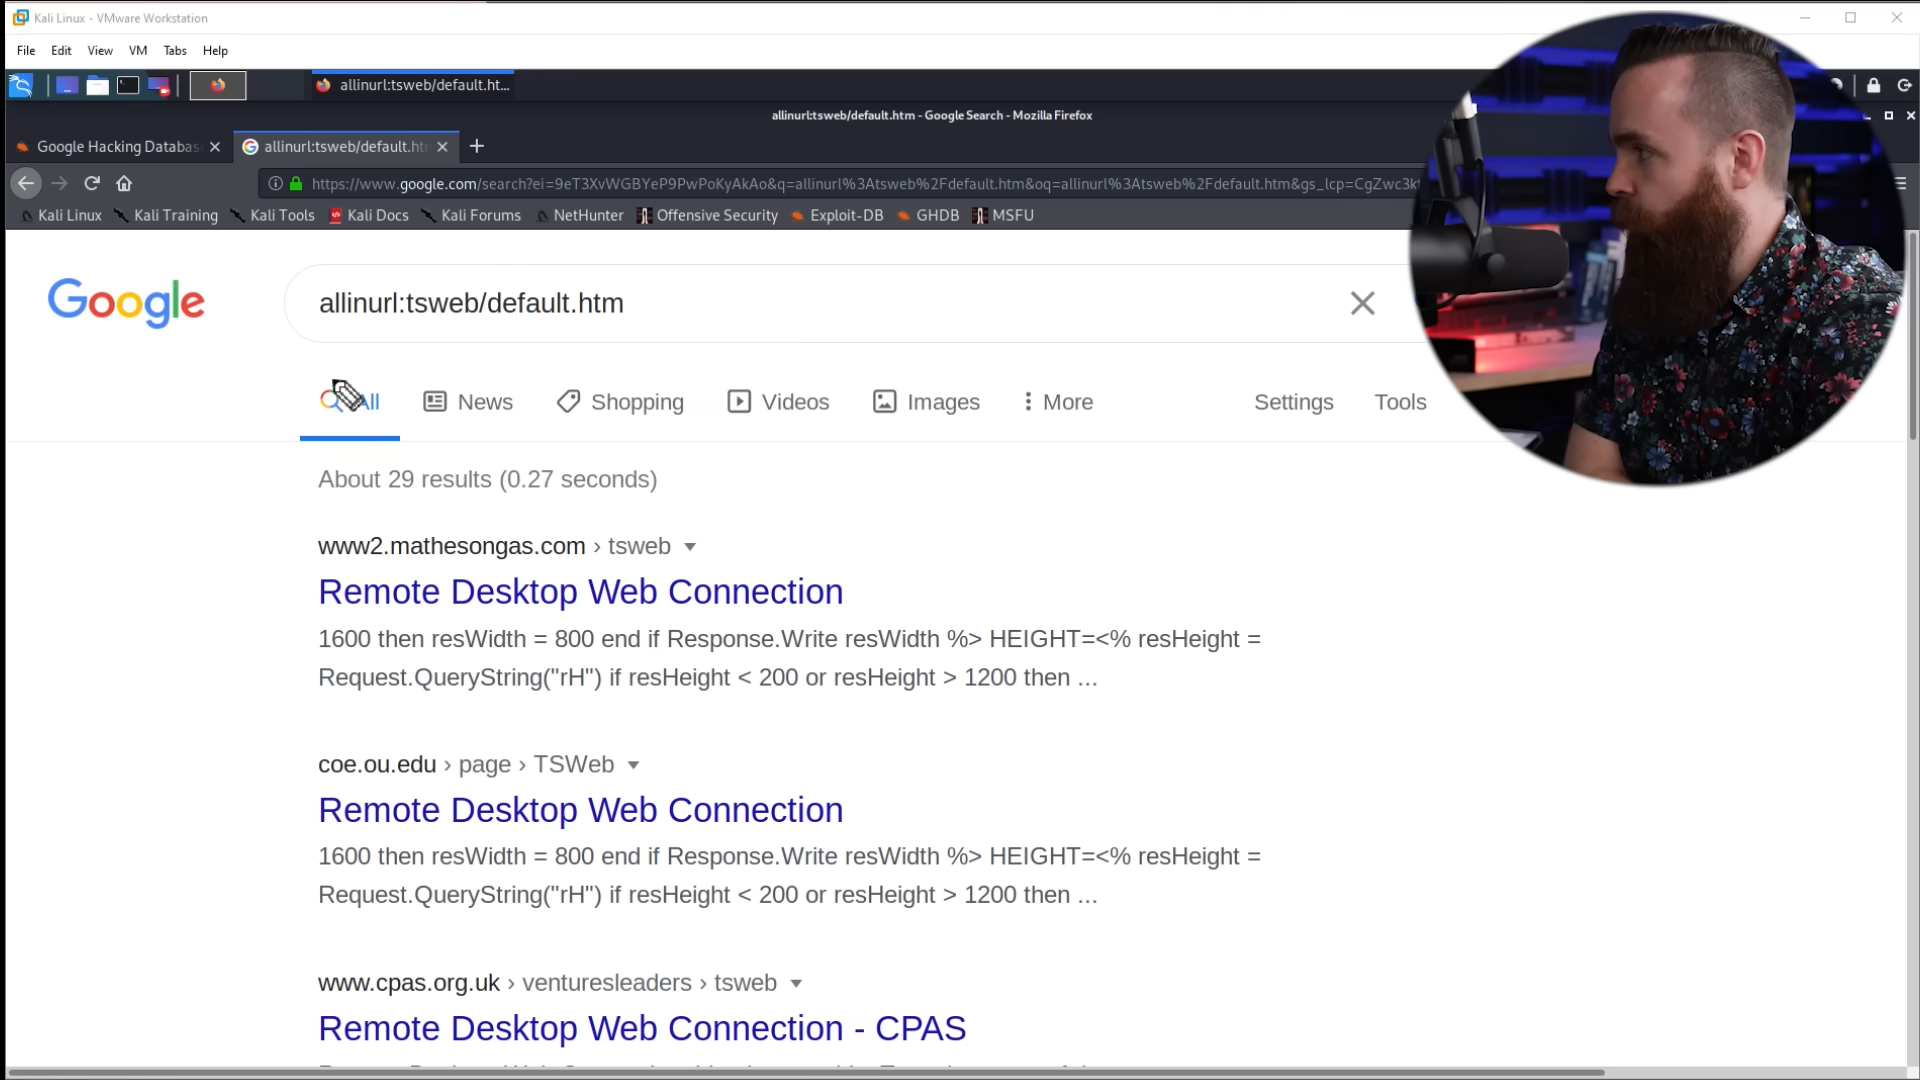 Kali Linux - VMware Workstation
File Edit View VM Tabs Help
allinurl:tsweb/default.ht...
allinurl:tsweb/default.htm - Google Search - Mozilla Firefox
Google Hacking Databas
allinurl:tsweb/default.ht
https://www.google.com/search?ei=9eT3XvWGBYeP9PwPoKyAkAo&q=allinurl%3Atsweb%2Fdefault.htm&oq=allinurl%3Atsweb%2Fdefault.htm&gs_lcp=CgZwc3k
Kali Linux Kali Training Kali Tools Kali Docs Kali Forums NetHunter Offensive Security Exploit-DB GHDB MSFU
Google
allinurl:tsweb/default.htm
All News Shopping Videos Images More Settings Tools
About 29 results (0.27 seconds)
www2.mathesongas.com › tsweb
Remote Desktop Web Connection
1600 then resWidth = 800 end if Response.Write resWidth %> HEIGHT=<% resHeight =
Request.QueryString("rH") if resHeight < 200 or resHeight > 1200 then ...
coe.ou.edu › page › TSWeb
Remote Desktop Web Connection
1600 then resWidth = 800 end if Response.Write resWidth %> HEIGHT=<% resHeight =
Request.QueryString("rH") if resHeight < 200 or resHeight > 1200 then ...
www.cpas.org.uk › venturesleaders › tsweb
Remote Desktop Web Connection - CPAS